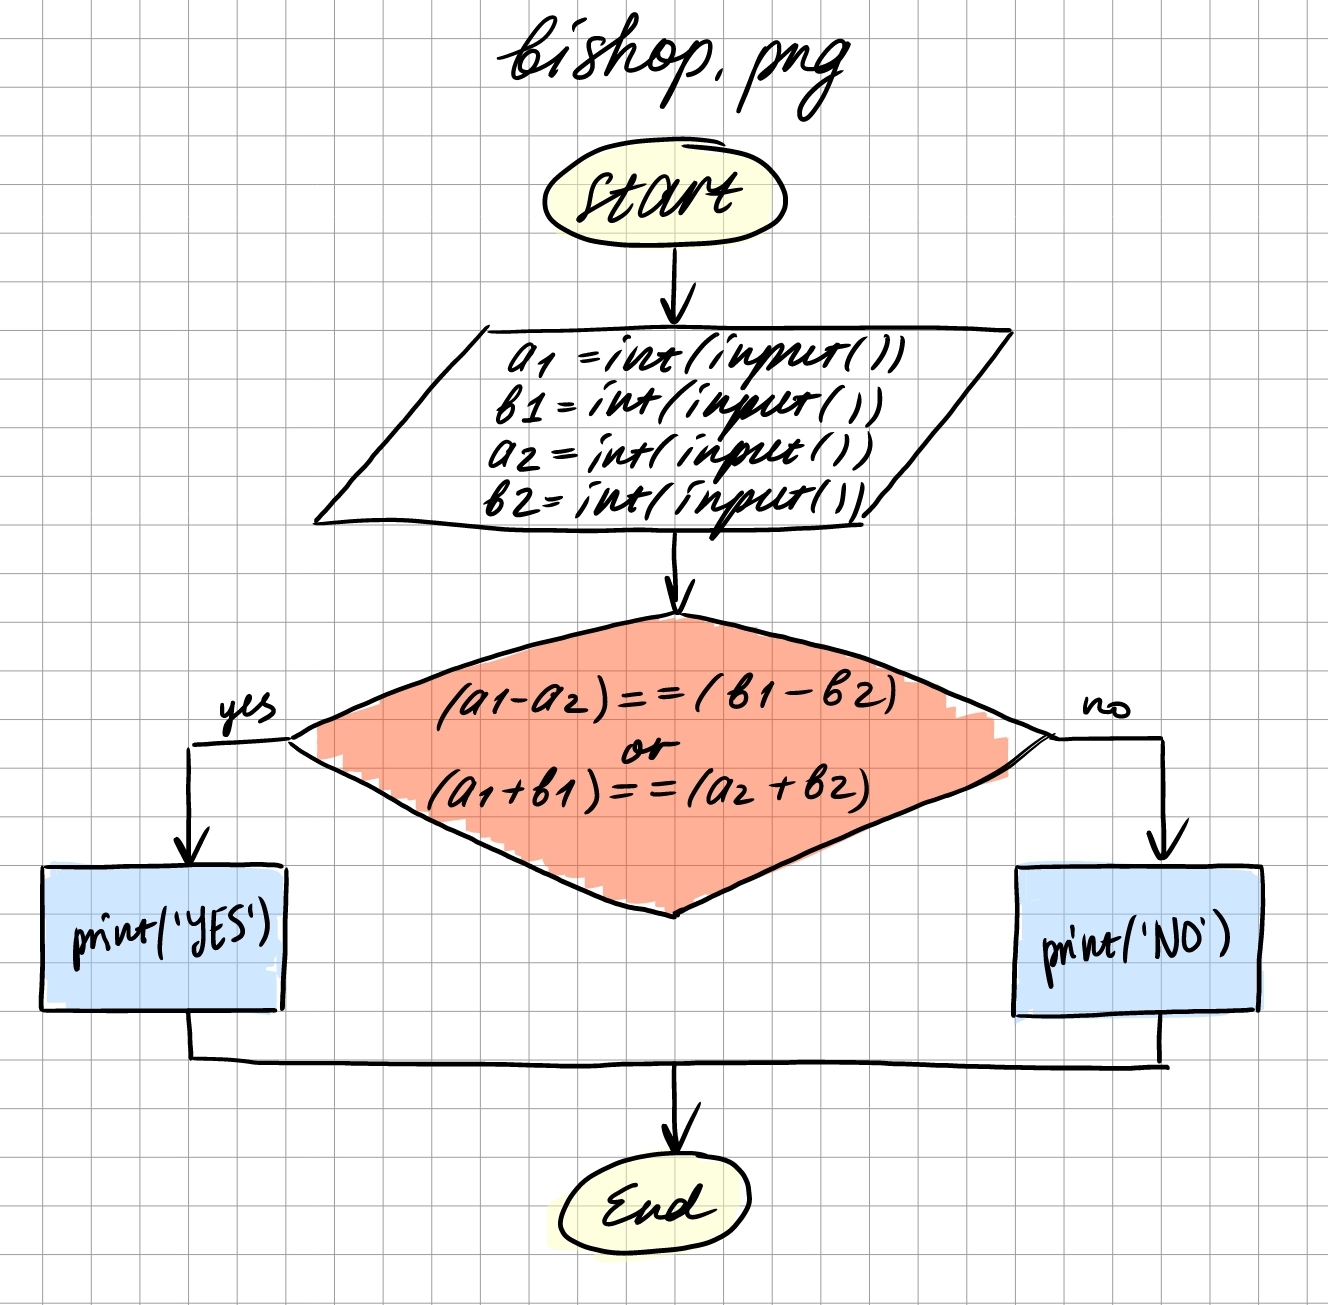 bishop.png
start
a1 = int(input())
b1 = int(input())
a2 = int(input())
b2 = int(input())
(a1-a2) == (b1-b2)
or
(a1+b1) == (a2+b2)
yes
no
print('YES')
print('NO')
End